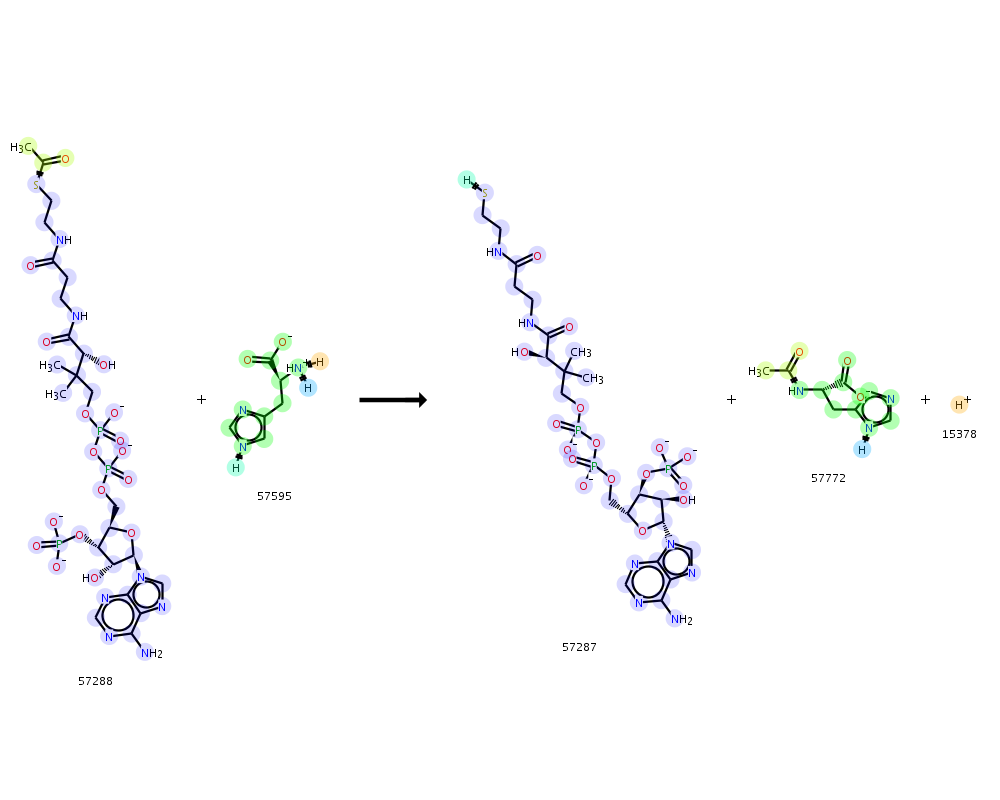 H₃C
O
S
NH
O
NH
O
OH
H₃C
H₃C
O
O⁻
P
O
O
O⁻
P
O
O
O
O⁻
O
P
O
O⁻
HO
N
N
N
N
N
NH₂
57288
+
O⁻
O
HN⁺
H
H
N
N
H
57595
H
S
HN
O
HN
O
HO
CH₃
CH₃
O
O
P
O
O⁻
O
P
O⁻
O
O⁻
O
P
O⁻
O
OH
O
N
N
N
N
N
NH₂
57287
+
O
O
H₃C
HN
O⁻
N
N
H
57772
+
H⁺
15378